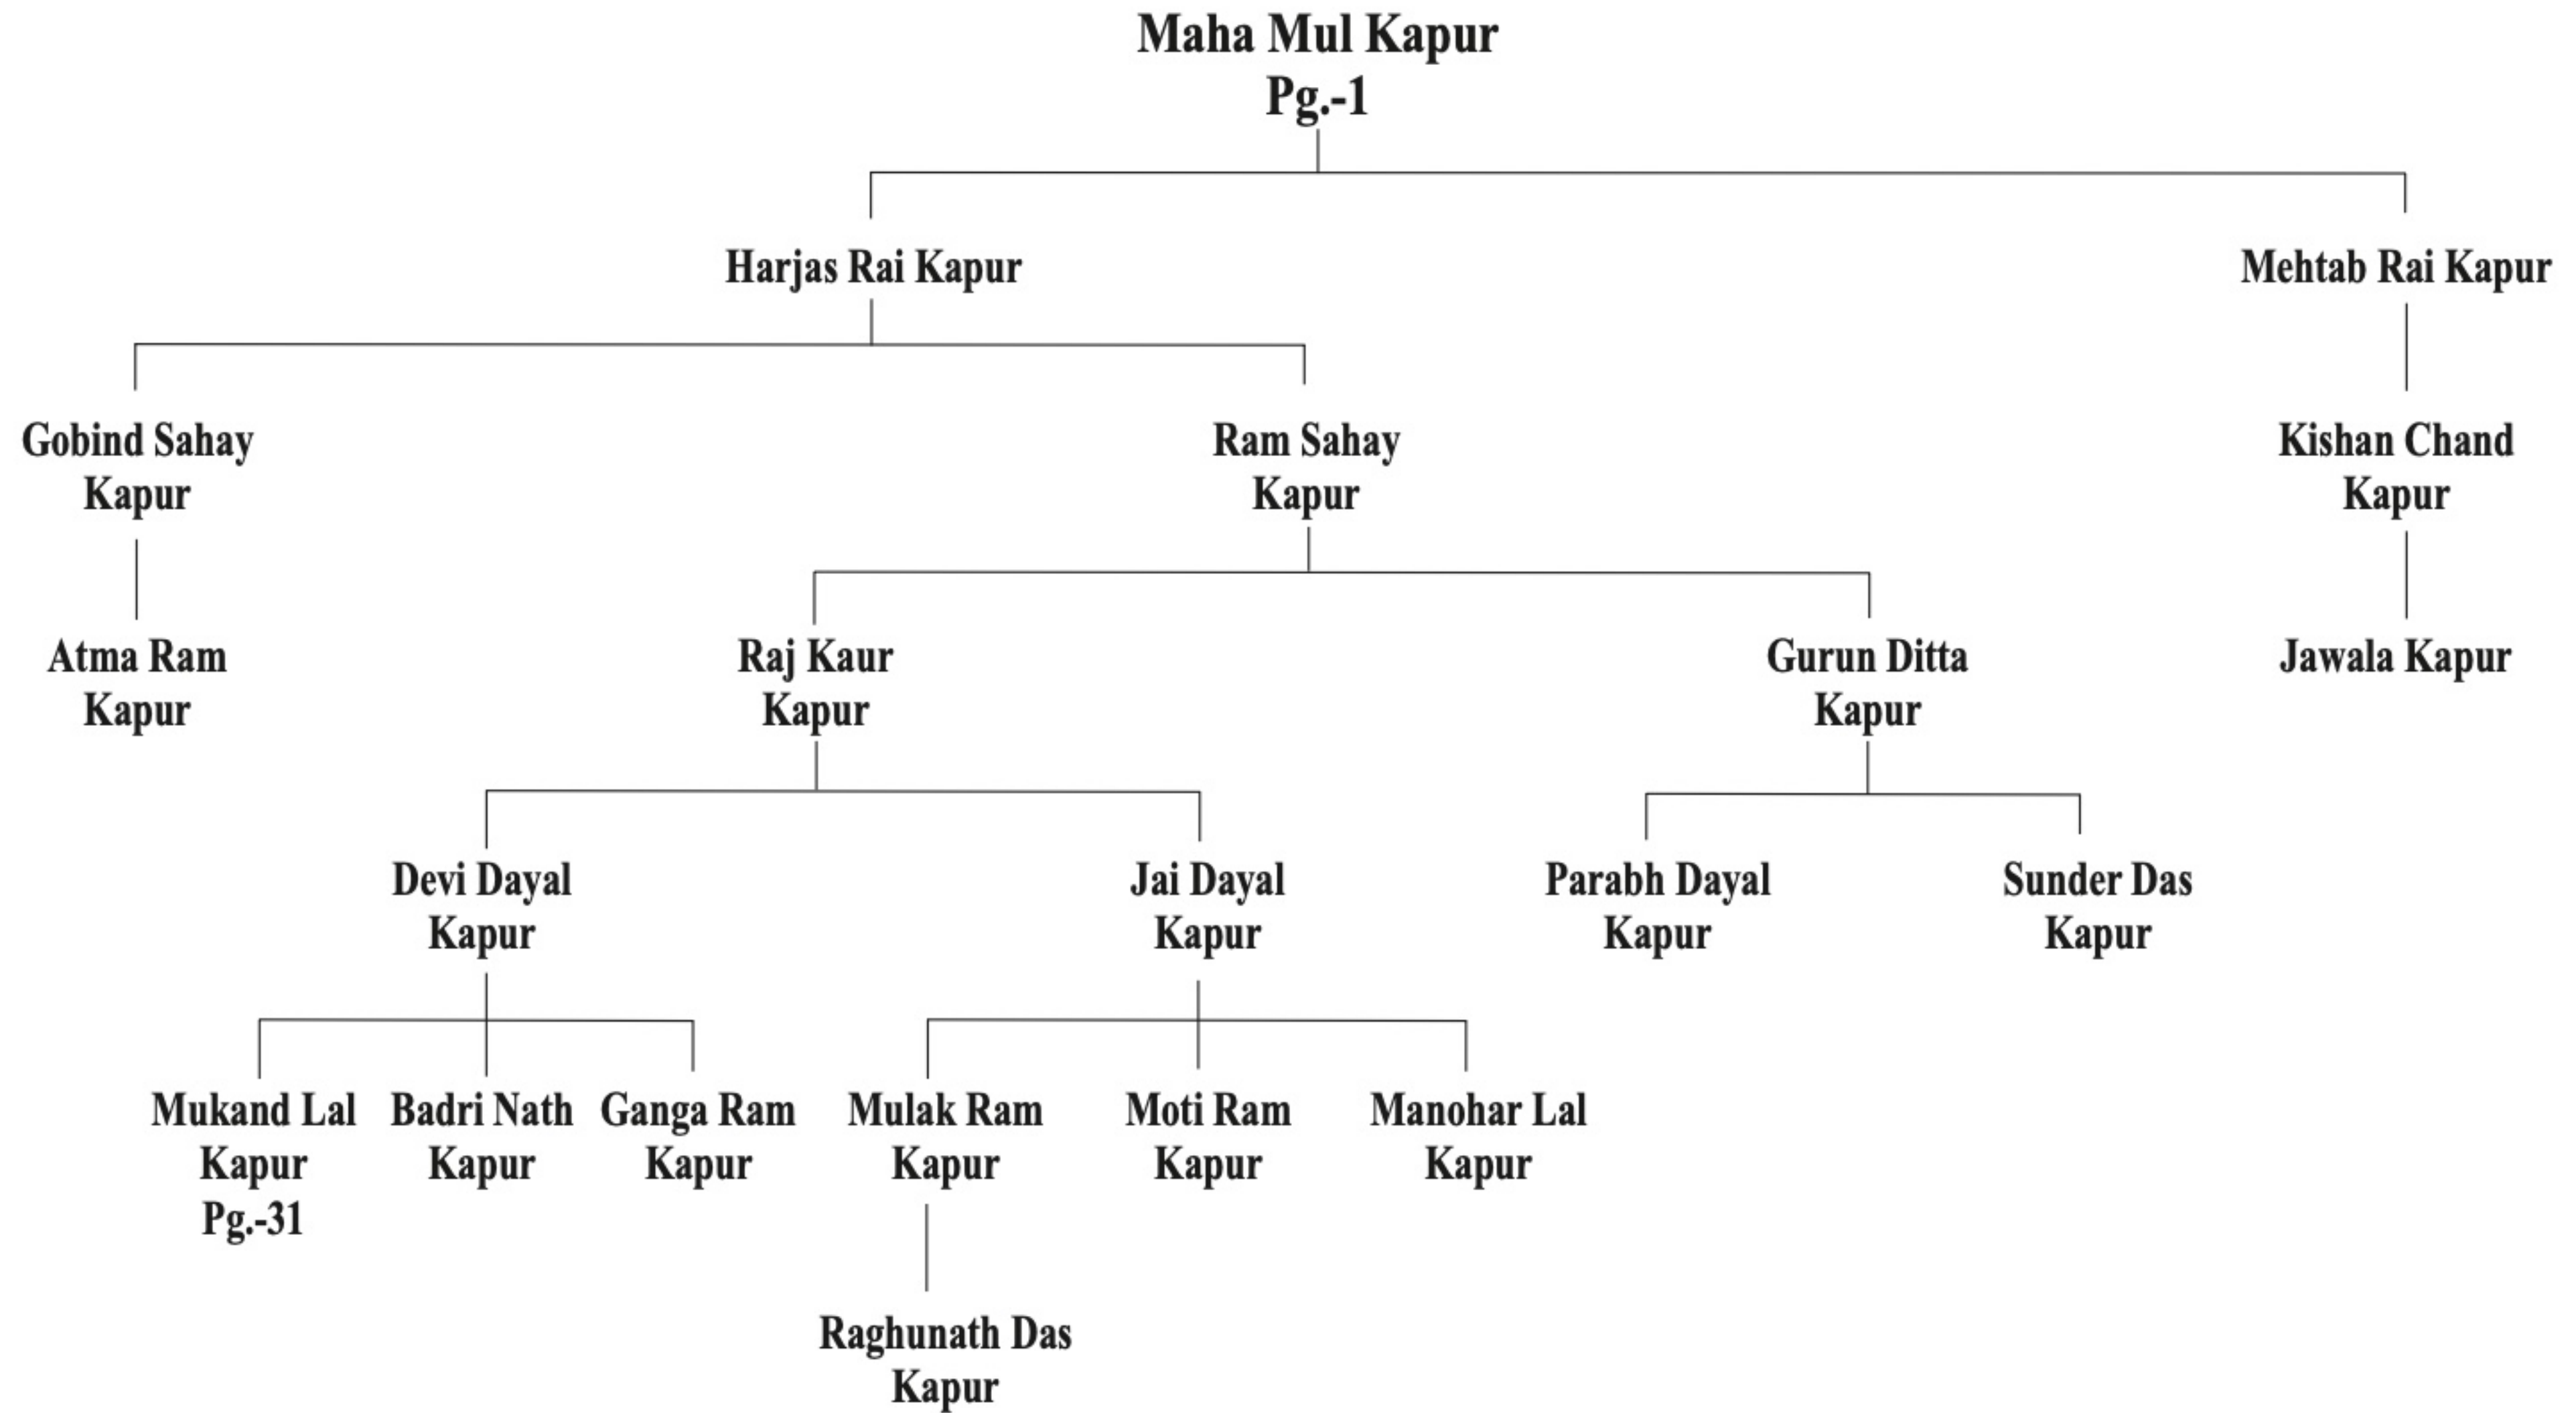 Maha Mul Kapur
Pg.-1
Harjas Rai Kapur
Mehtab Rai Kapur
Gobind Sahay
Kapur
Ram Sahay
Kapur
Kishan Chand
Kapur
Atma Ram
Kapur
Raj Kaur
Kapur
Gurun Ditta
Kapur
Jawala Kapur
Devi Dayal
Kapur
Jai Dayal
Kapur
Parabh Dayal
Kapur
Sunder Das
Kapur
Mukand Lal
Kapur
Pg.-31
Badri Nath
Kapur
Ganga Ram
Kapur
Mulak Ram
Kapur
Moti Ram
Kapur
Manohar Lal
Kapur
Raghunath Das
Kapur